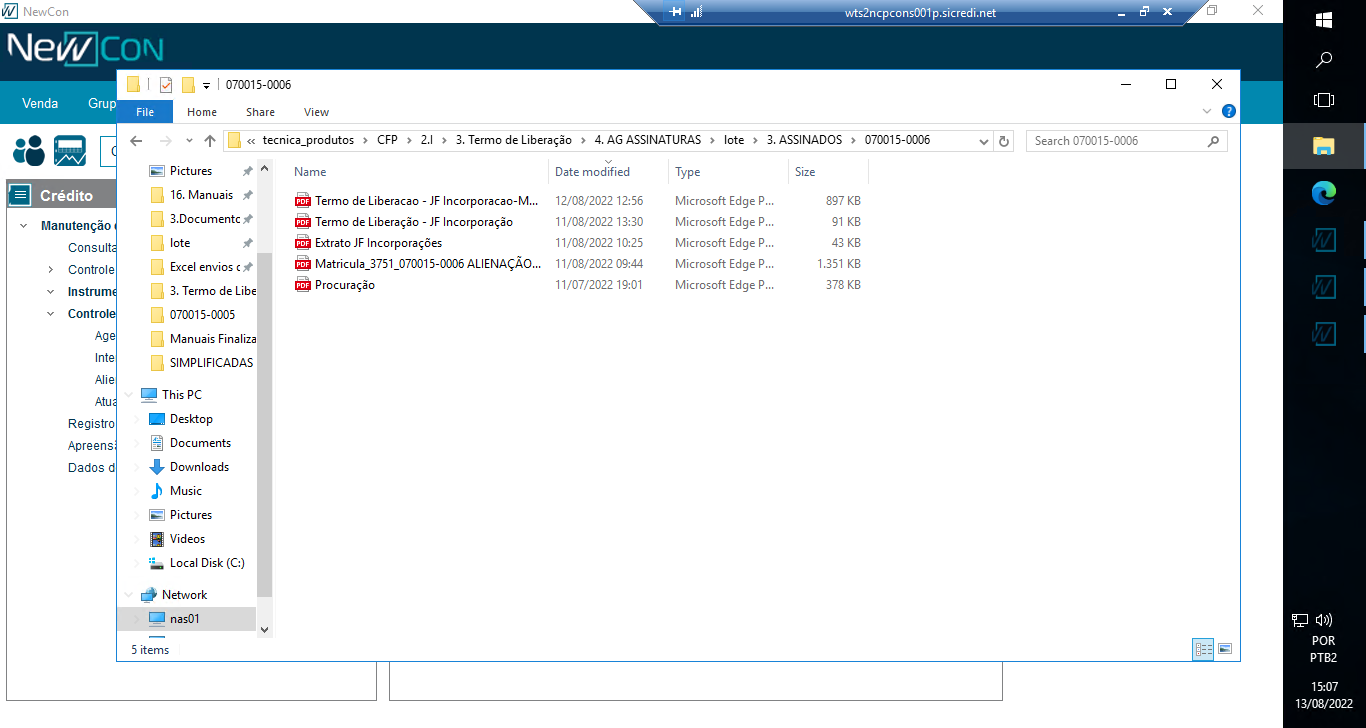 NewCon
wts2ncpcons001p.sicredi.net
NewCon
Venda
Grup
070015-0006
File
Home
Share
View
« tecnica_produtos > CFP > 2.I > 3. Termo de Liberação > 4. AG ASSINATURAS > lote > 3. ASSINADOS > 070015-0006
Search 070015-0006
Crédito
Manutenção
Consulta
Controle
Instrume
Controle
Age
Inte
Alie
Atua
Registro
Apreens
Dados d
Pictures
16. Manuais
3.Documento
lote
Excel envios
3. Termo de Libe
070015-0005
Manuais Finaliza
SIMPLIFICADAS
This PC
Desktop
Documents
Downloads
Music
Pictures
Videos
Local Disk (C:)
Network
nas01
Name Date modified Type Size
Termo de Liberacao - JF Incorporacao-M... 12/08/2022 12:56 Microsoft Edge P... 897 KB
Termo de Liberação - JF Incorporação 11/08/2022 13:30 Microsoft Edge P... 91 KB
Extrato JF Incorporações 11/08/2022 10:25 Microsoft Edge P... 43 KB
Matricula_3751_070015-0006 ALIENAÇÃO... 11/08/2022 09:44 Microsoft Edge P... 1.351 KB
Procuração 11/07/2022 19:01 Microsoft Edge P... 378 KB
5 items
POR
PTB2
15:07
13/08/2022